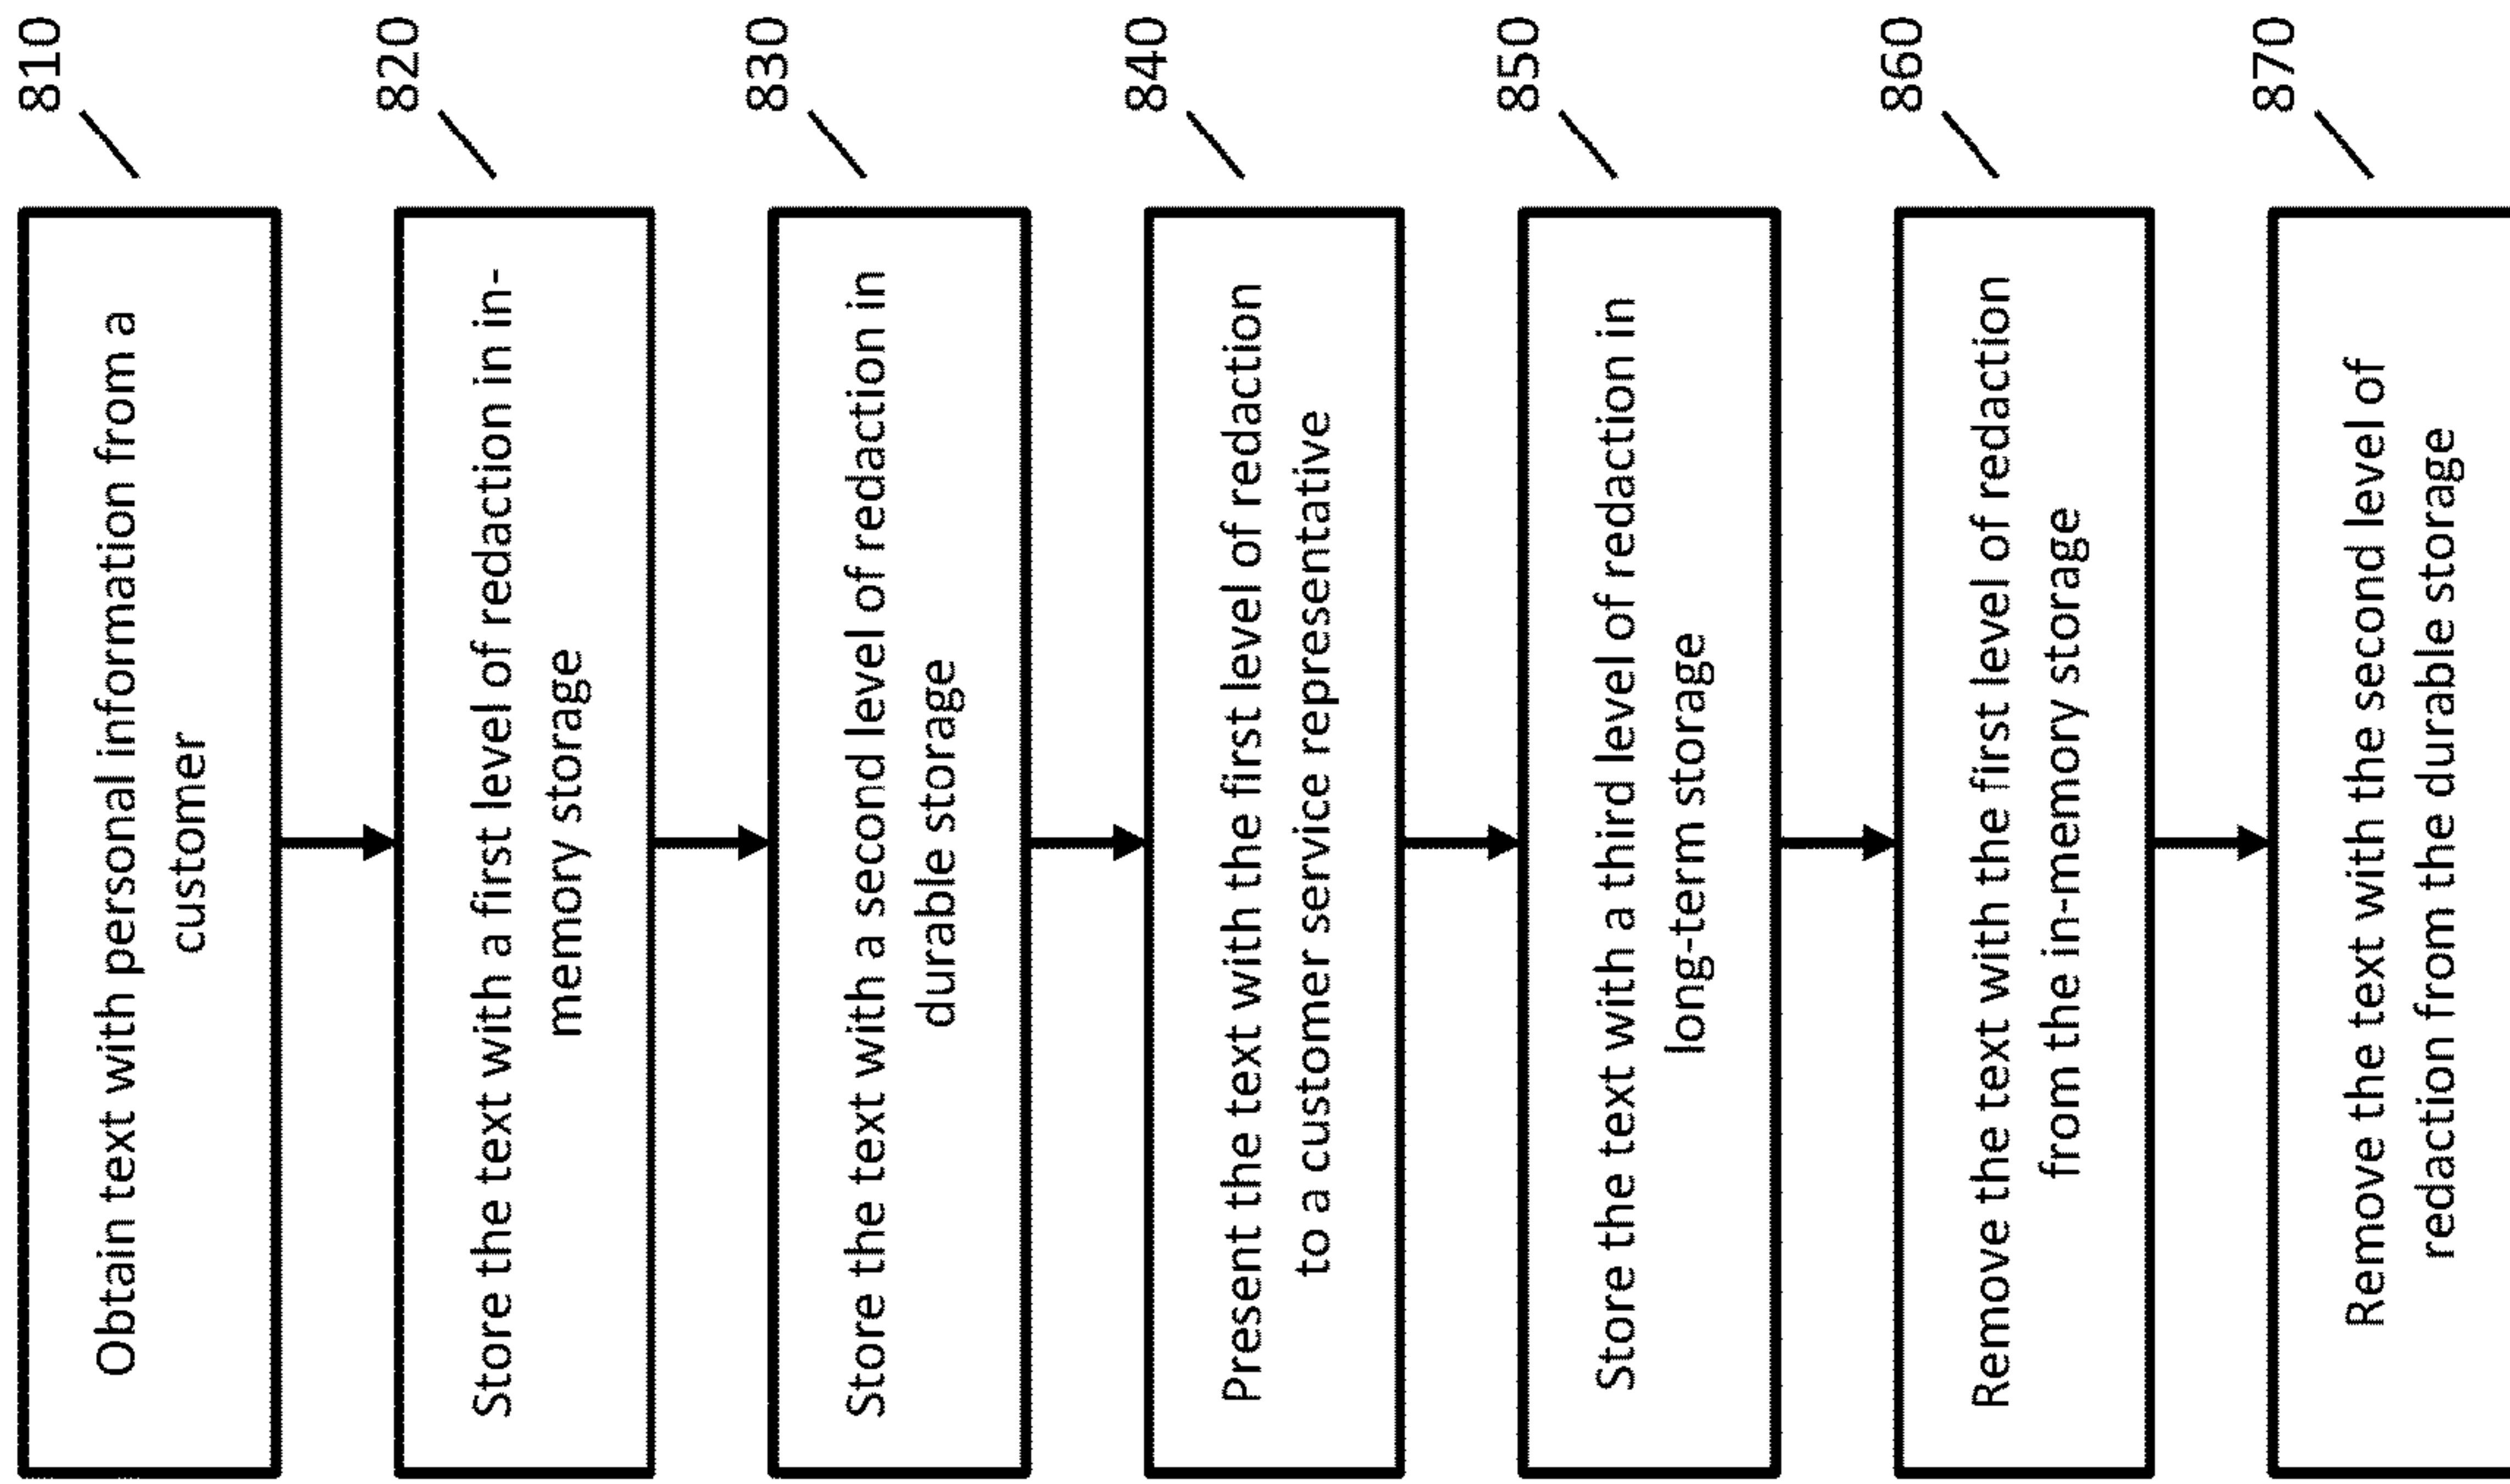 810
Obtain text with personal information from a
customer
820
Store the text with a first level of redaction in in-
memory storage
830
Store the text with a second level of redaction in
durable storage
840
Present the text with the first level of redaction
to a customer service representative
850
Store the text with a third level of redaction in
long-term storage
860
Remove the text with the first level of redaction
from the in-memory storage
870
Remove the text with the second level of
redaction from the durable storage